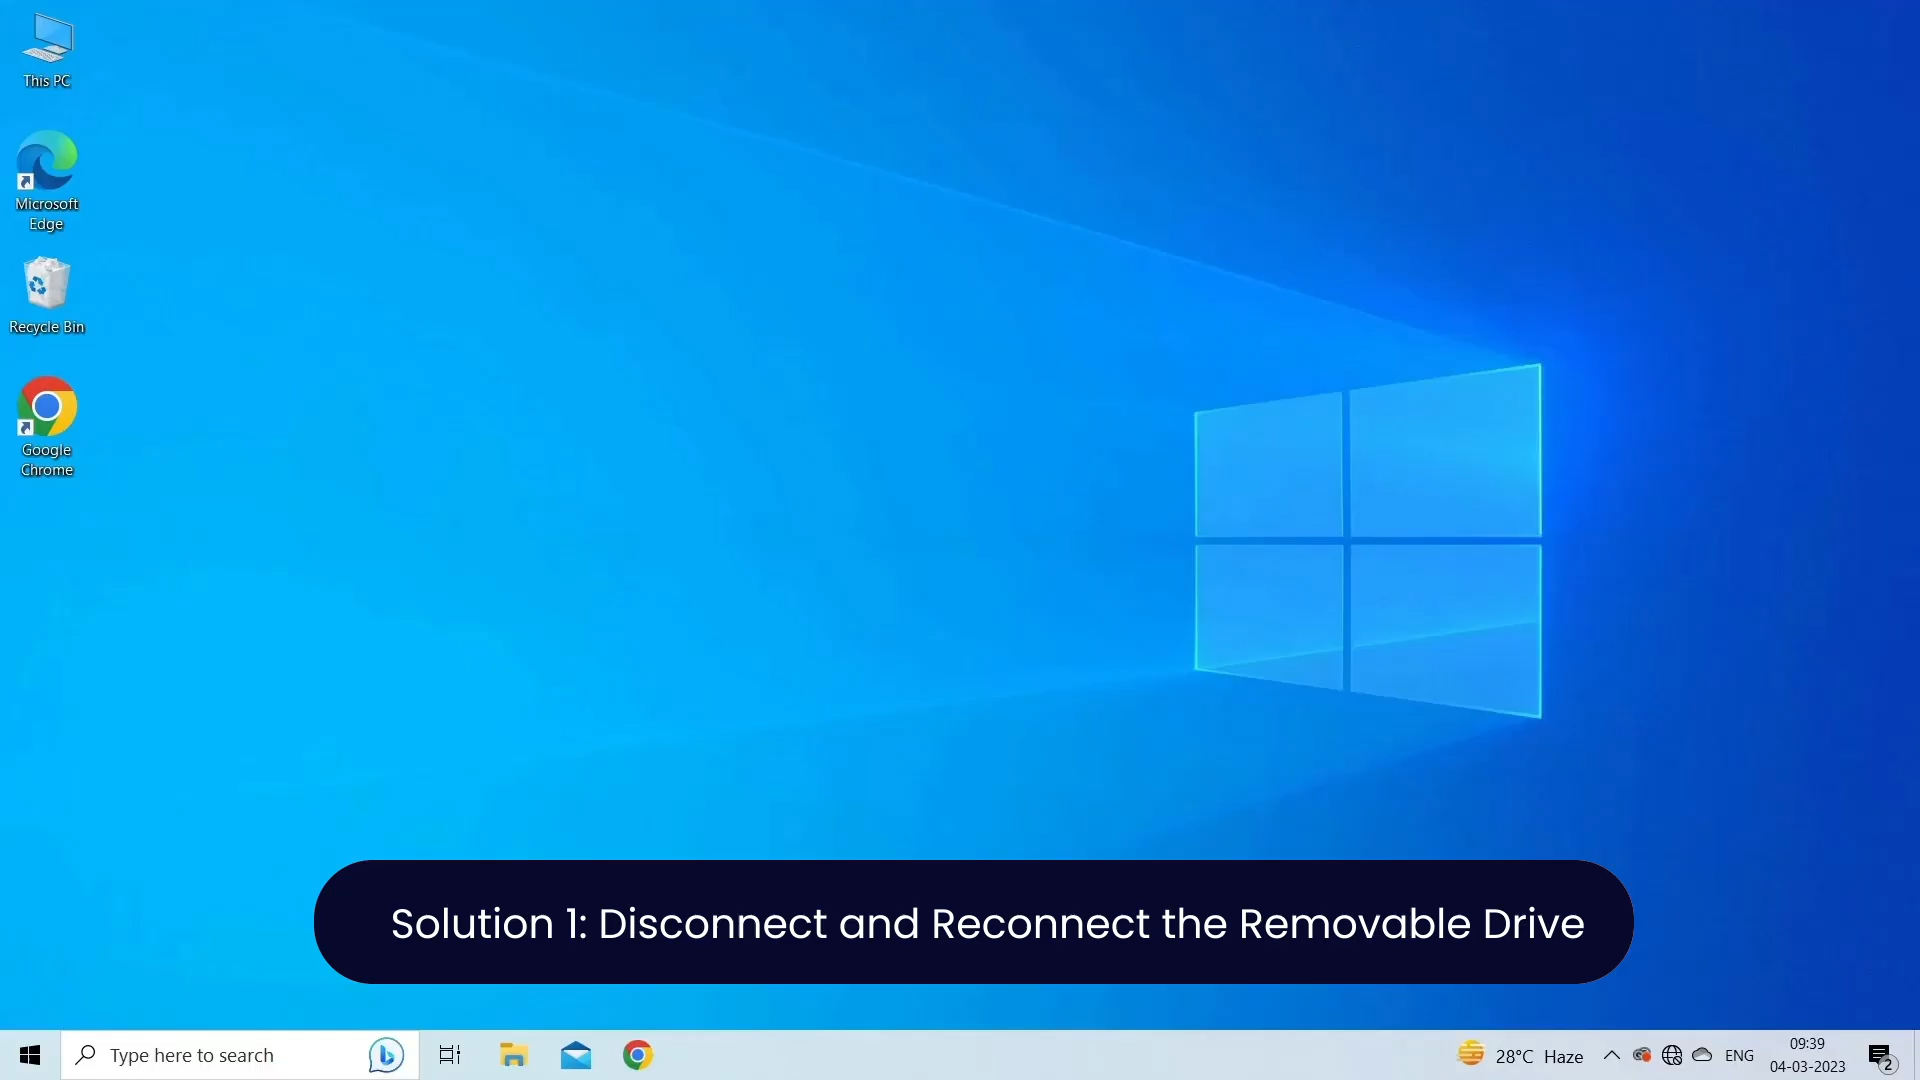 This PC
Microsoft
Edge
Recycle Bin
Google
Chrome
Solution 1: Disconnect and Reconnect the Removable Drive
Type here to search
28°C Haze
ENG
09:39
04-03-2023
2